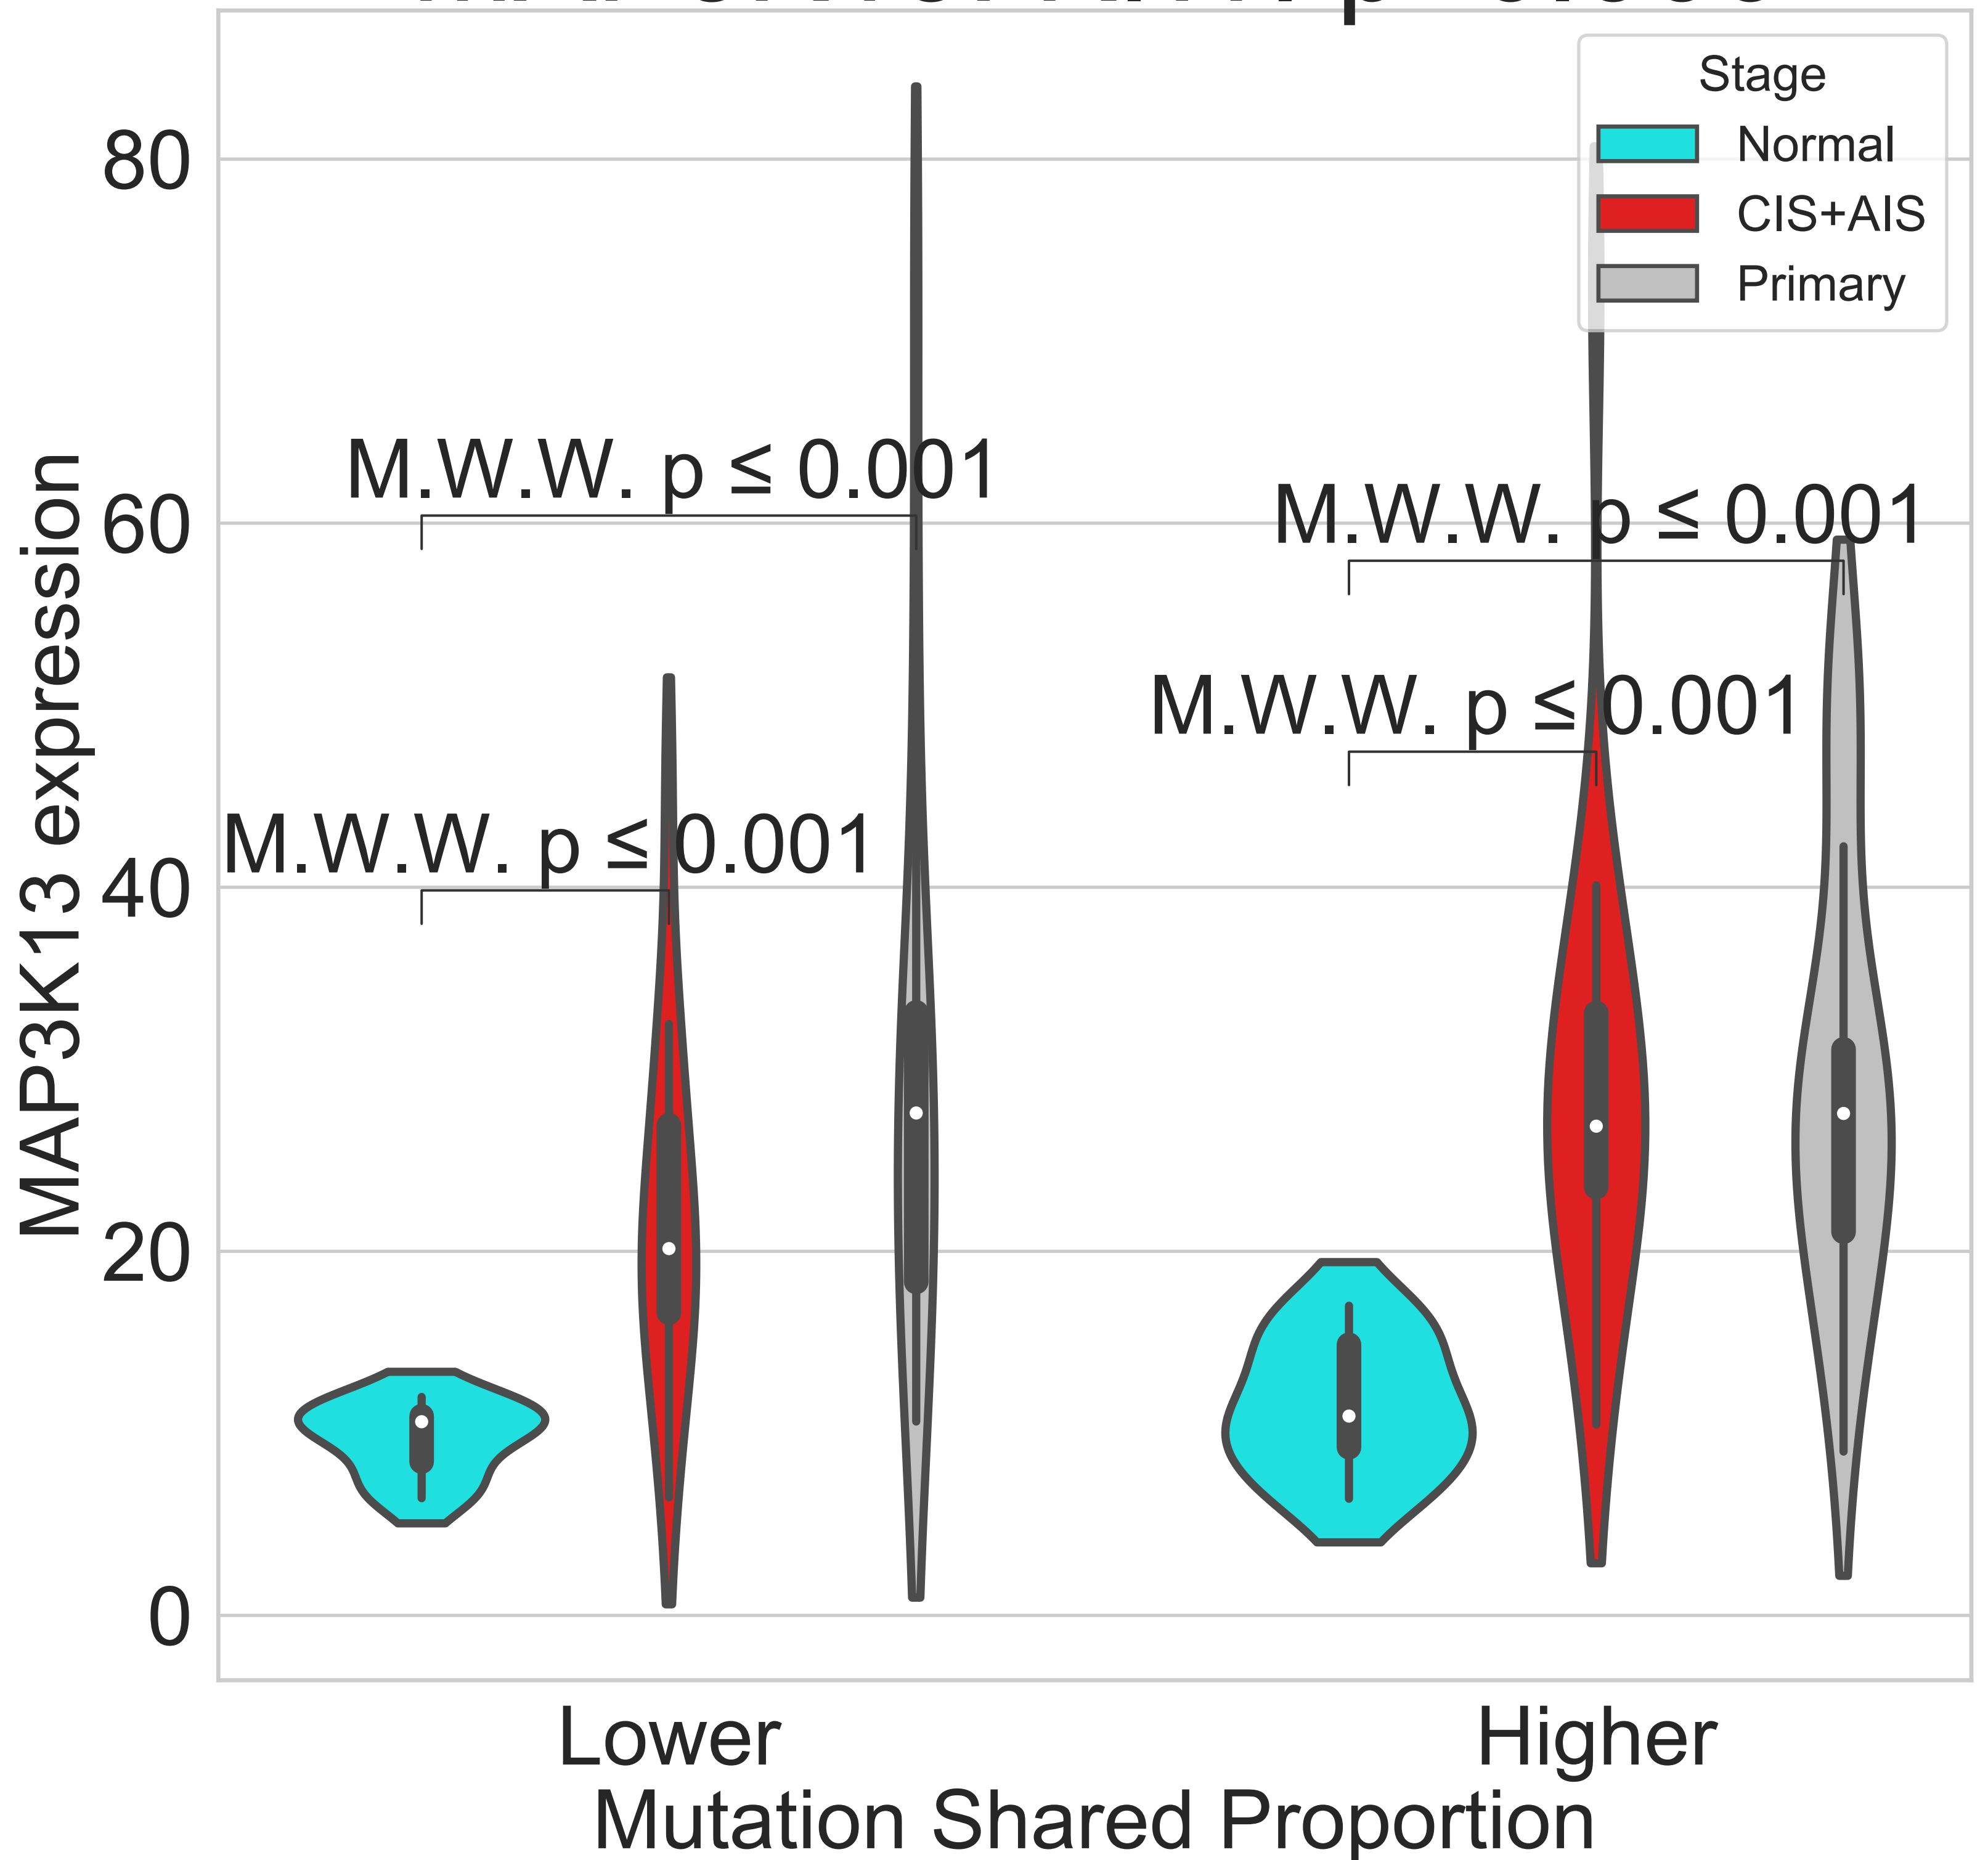 Stage
Normal
CIS+AIS
Primary
80
60
40
20
0
MAP3K13 expression
M.W.W. p ≤ 0.001
M.W.W. p ≤ 0.001
M.W.W. p ≤ 0.001
M.W.W. p ≤ 0.001
Lower
Higher
Mutation Shared Proportion